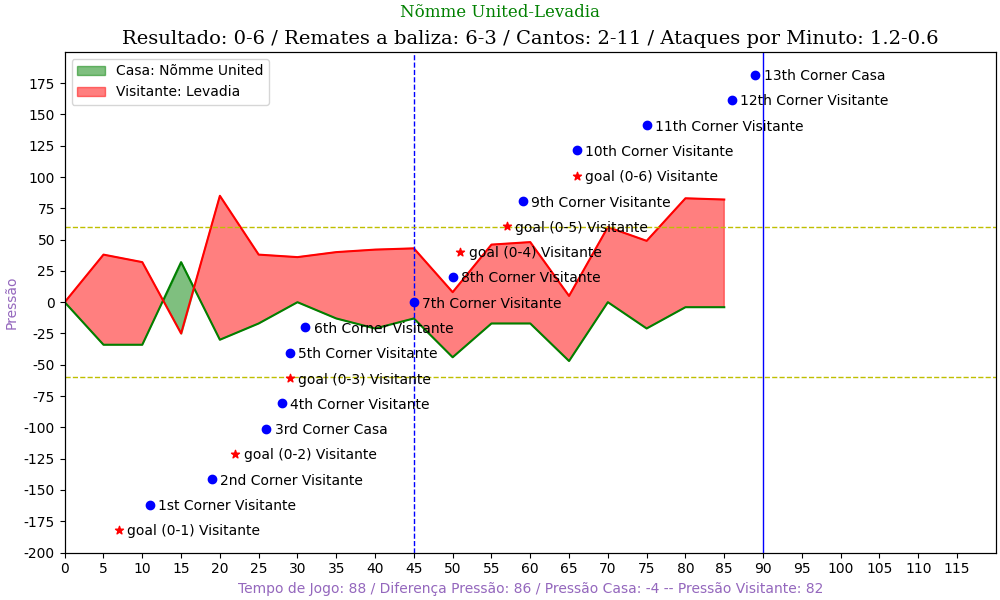 Nõmme United-Levadia
Resultado: 0-6 / Remates a baliza: 6-3 / Cantos: 2-11 / Ataques por Minuto: 1.2-0.6
Casa: Nõmme United
Visitante: Levadia
13th Corner Casa
12th Corner Visitante
11th Corner Visitante
10th Corner Visitante
goal (0-6) Visitante
9th Corner Visitante
goal (0-5) Visitante
goal (0-4) Visitante
8th Corner Visitante
7th Corner Visitante
6th Corner Visitante
5th Corner Visitante
goal (0-3) Visitante
4th Corner Visitante
3rd Corner Casa
goal (0-2) Visitante
2nd Corner Visitante
1st Corner Visitante
goal (0-1) Visitante
Pressão
175
150
125
100
75
50
25
0
-25
-50
-75
-100
-125
-150
-175
-200
0 5 10 15 20 25 30 35 40 45 50 55 60 65 70 75 80 85 90 95 100 105 110 115
Tempo de Jogo: 88 / Diferença Pressão: 86 / Pressão Casa: -4 -- Pressão Visitante: 82